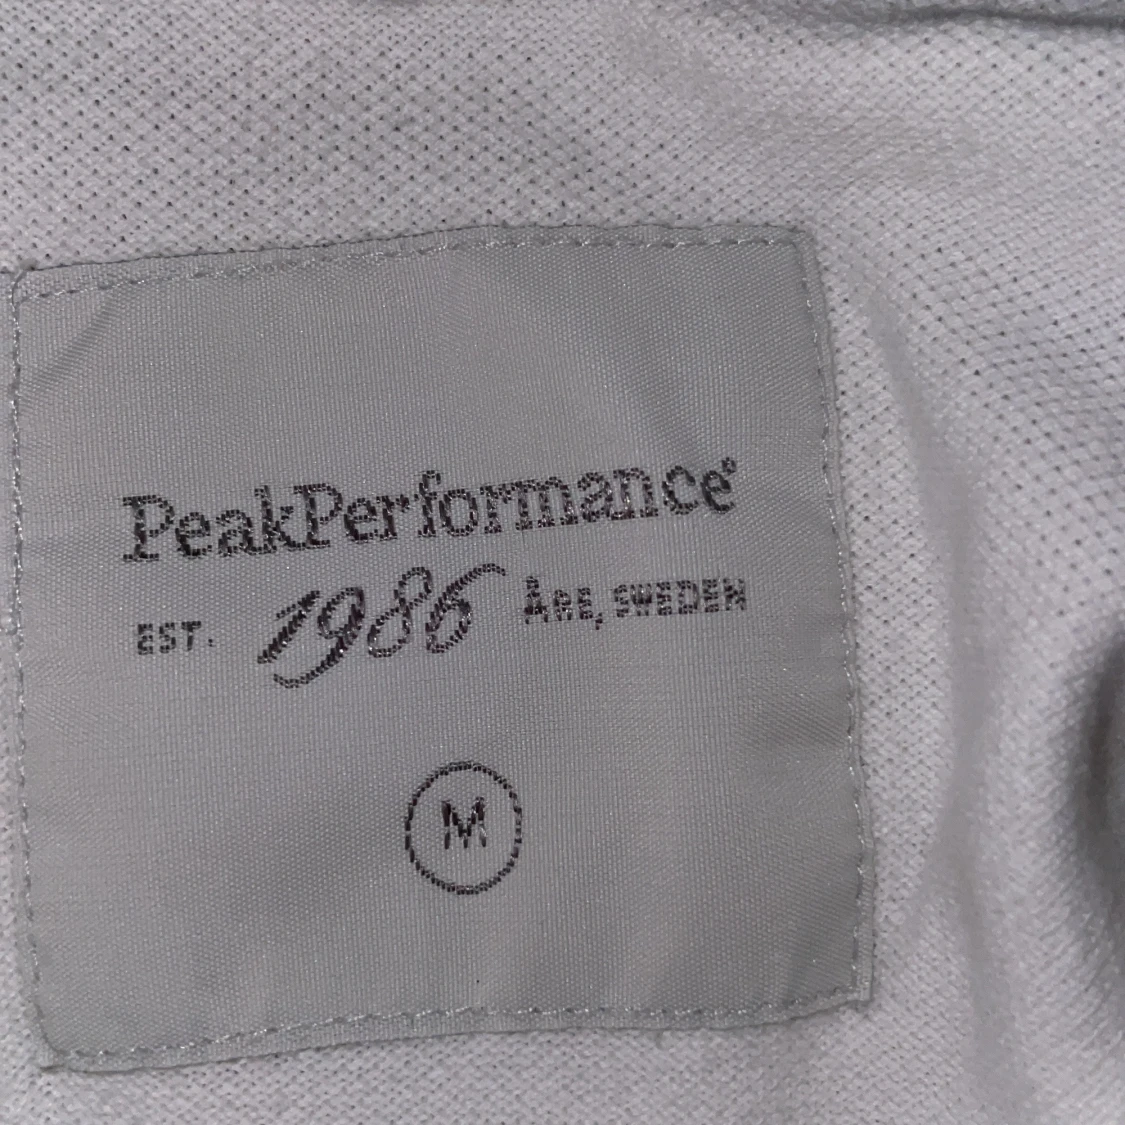 PeakPerformance®
EST. 1986 ÅRE, SWEDEN
M